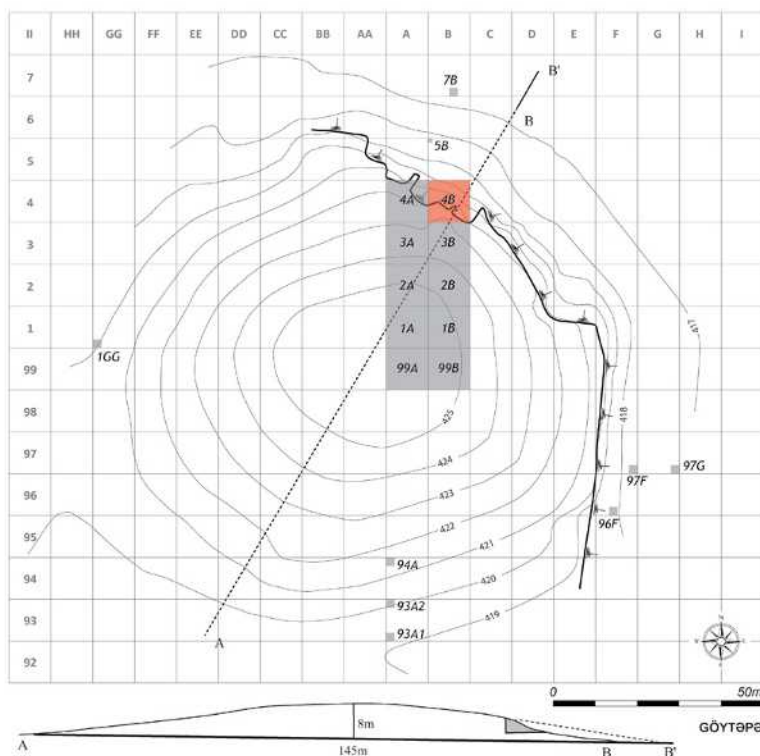 II HH GG FF EE DD CC BB AA A B C D E F G H I
7
7B
B'
6
B
5B
5
4
4A 4B
3
3A 3B
2
2A 2B
417
1
1A 1B
1GG
99
99A 99B
98
425
418
97
424
97F 97G
96
423
96F
422
95
421
94A
94
420
93A2
93
419
A
93A1
92
0 50m
8m
GÖYTƏPƏ
A 145m B B'